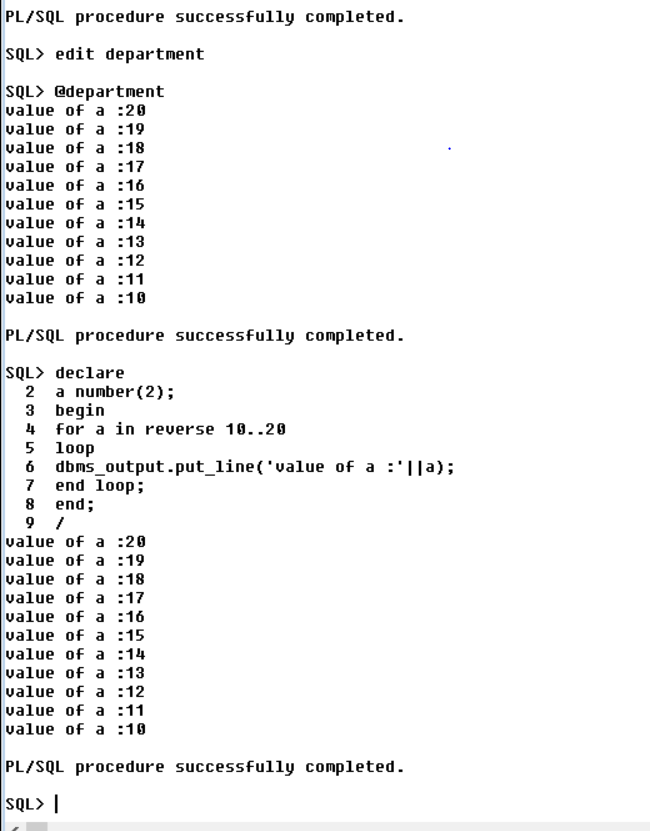 PL/SQL procedure successfully completed.
SQL> edit department
SQL> @department
value of a :20
value of a :19
value of a :18
value of a :17
value of a :16
value of a :15
value of a :14
value of a :13
value of a :12
value of a :11
value of a :10
PL/SQL procedure successfully completed.
SQL> declare
2 a number(2);
3 begin
4 for a in reverse 10..20
5 loop
6 dbms_output.put_line('value of a :'||a);
7 end loop;
8 end;
9 /
value of a :20
value of a :19
value of a :18
value of a :17
value of a :16
value of a :15
value of a :14
value of a :13
value of a :12
value of a :11
value of a :10
PL/SQL procedure successfully completed.
SQL>